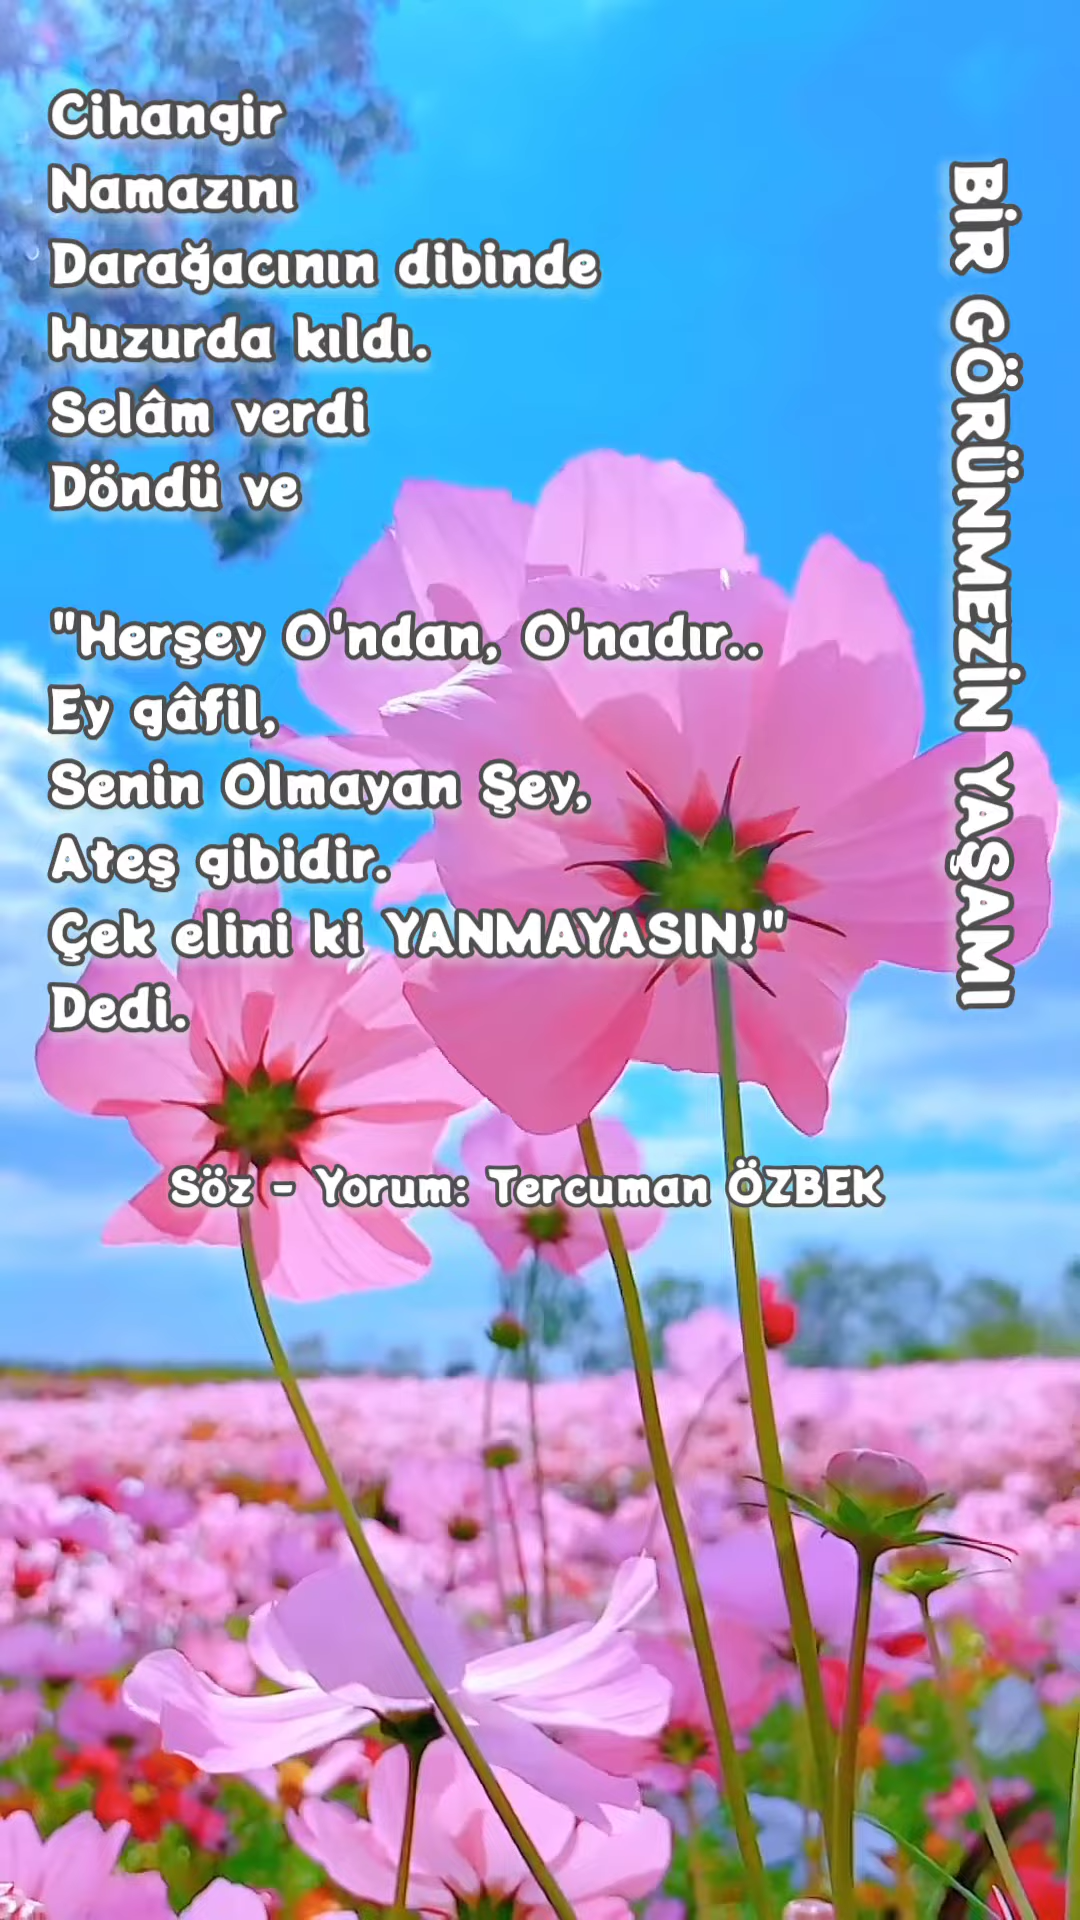 Cihangir
Namazını
Darağacının dibinde
Huzurda kıldı.
Selâm verdi
Döndü ve
"Herşey O'ndan, O'nadır..
Ey gâfil,
Senin Olmayan Şey,
Ateş gibidir.
Çek elini ki YANMAYASIN!"
Dedi.
Söz - Yorum: Tercuman ÖZBEK
BİR GÖRÜNMEZİN YAŞAMI